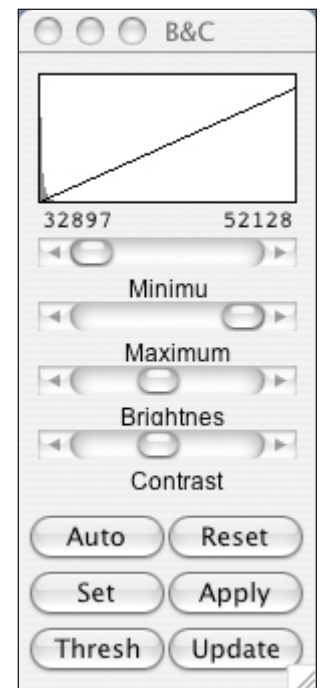 B&C
32897 52128
Minimu
Maximum
Brightnes
Contrast
Auto Reset
Set Apply
Thresh Update